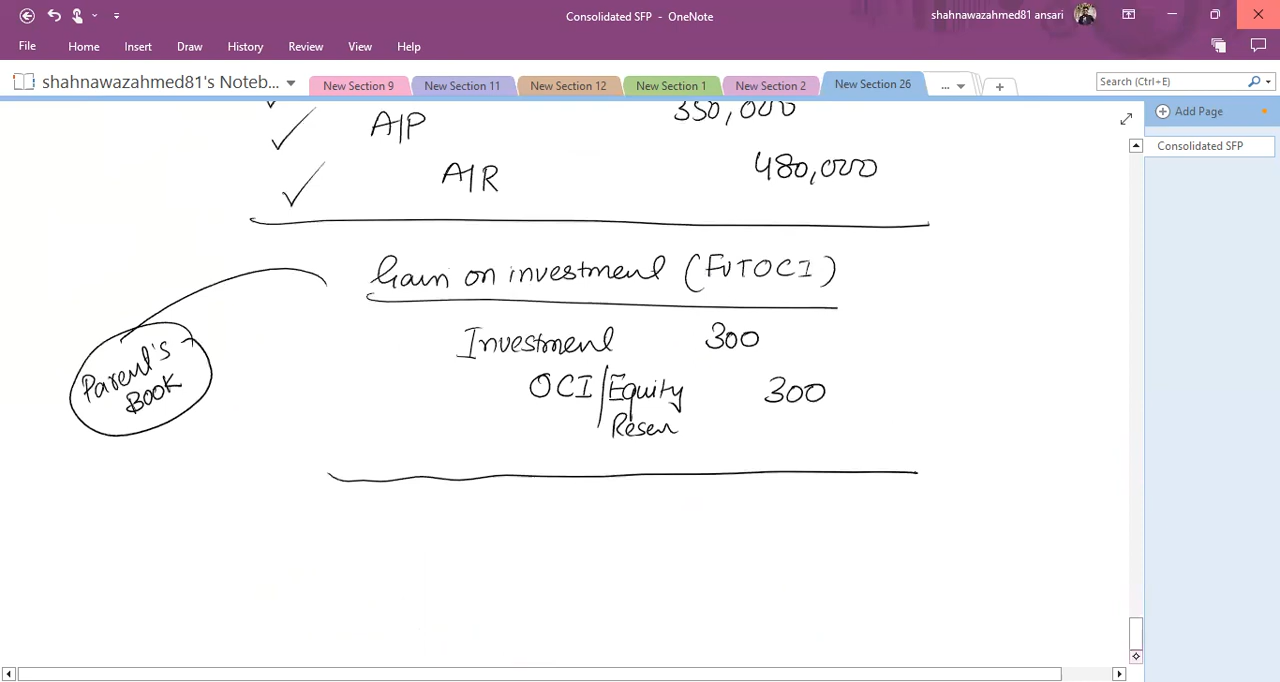 Consolidated SFP - OneNote
shahnawazahmed81 ansari
File Home Insert Draw History Review View Help
shahnawazahmed81's Noteb...
New Section 9
New Section 11
New Section 12
New Section 1
New Section 2
New Section 26
...
Search (Ctrl+E)
Add Page
Consolidated SFP
A/P 350,000
A/R 480,000
Gain on investment (FVTOCI)
Investment 300
OCI/Equity 300
Reser
Parent's
BOOK